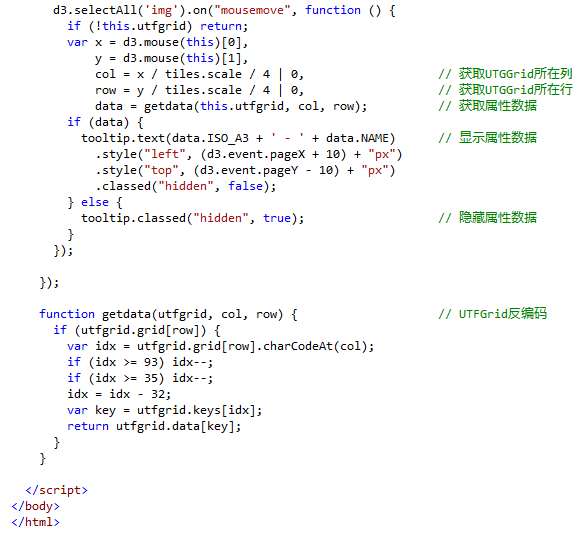 d3.selectAll('img').on("mousemove", function () {
if (!this.utfgrid) return;
var x = d3.mouse(this)[0],
y = d3.mouse(this)[1],
col = x / tiles.scale / 4 | 0, // 获取UTGGrid所在列
row = y / tiles.scale / 4 | 0, // 获取UTGGrid所在行
data = getdata(this.utfgrid, col, row); // 获取属性数据
if (data) {
tooltip.text(data.ISO_A3 + ' - ' + data.NAME) // 显示属性数据
.style("left", (d3.event.pageX + 10) + "px")
.style("top", (d3.event.pageY - 10) + "px")
.classed("hidden", false);
} else {
tooltip.classed("hidden", true); // 隐藏属性数据
}
});
});
function getdata(utfgrid, col, row) { // UTFGrid反编码
if (utfgrid.grid[row]) {
var idx = utfgrid.grid[row].charCodeAt(col);
if (idx >= 93) idx--;
if (idx >= 35) idx--;
idx = idx - 32;
var key = utfgrid.keys[idx];
return utfgrid.data[key];
}
}
</script>
</body>
</html>